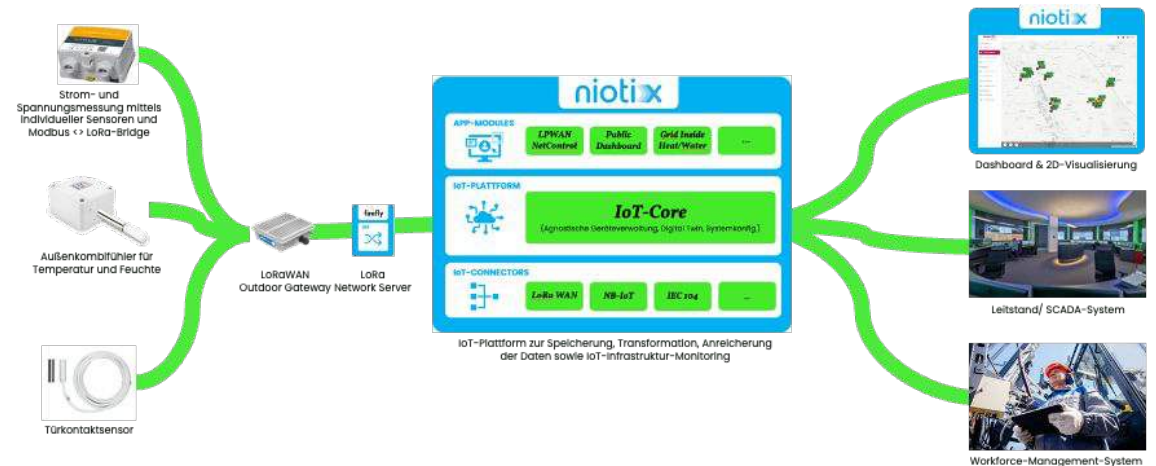 Strom- und
Spannungsmessung mittels
individueller Sensoren und
Modbus <> LoRa-Bridge
Außenkombifühler für
Temperatur und Feuchte
Türkontaktsensor
LoRaWAN
Outdoor Gateway
firefly
LoRa
Network Server
niotix
APP-MODULES
LPWAN
NetControl
Public
Dashboard
Grid Inside
Heat/Water
...
IoT-PLATTFORM
IoT-Core
(Agnostische Geräteverwaltung, Digital Twin, Systemkonfig.)
IoT-CONNECTORS
LoRa WAN
NB-IoT
IEC 104
...
IoT-Plattform zur Speicherung, Transformation, Anreicherung
der Daten sowie IoT-Infrastruktur-Monitoring
niotix
Dashboard & 2D-Visualisierung
Leitstand/ SCADA-System
Workforce-Management-System